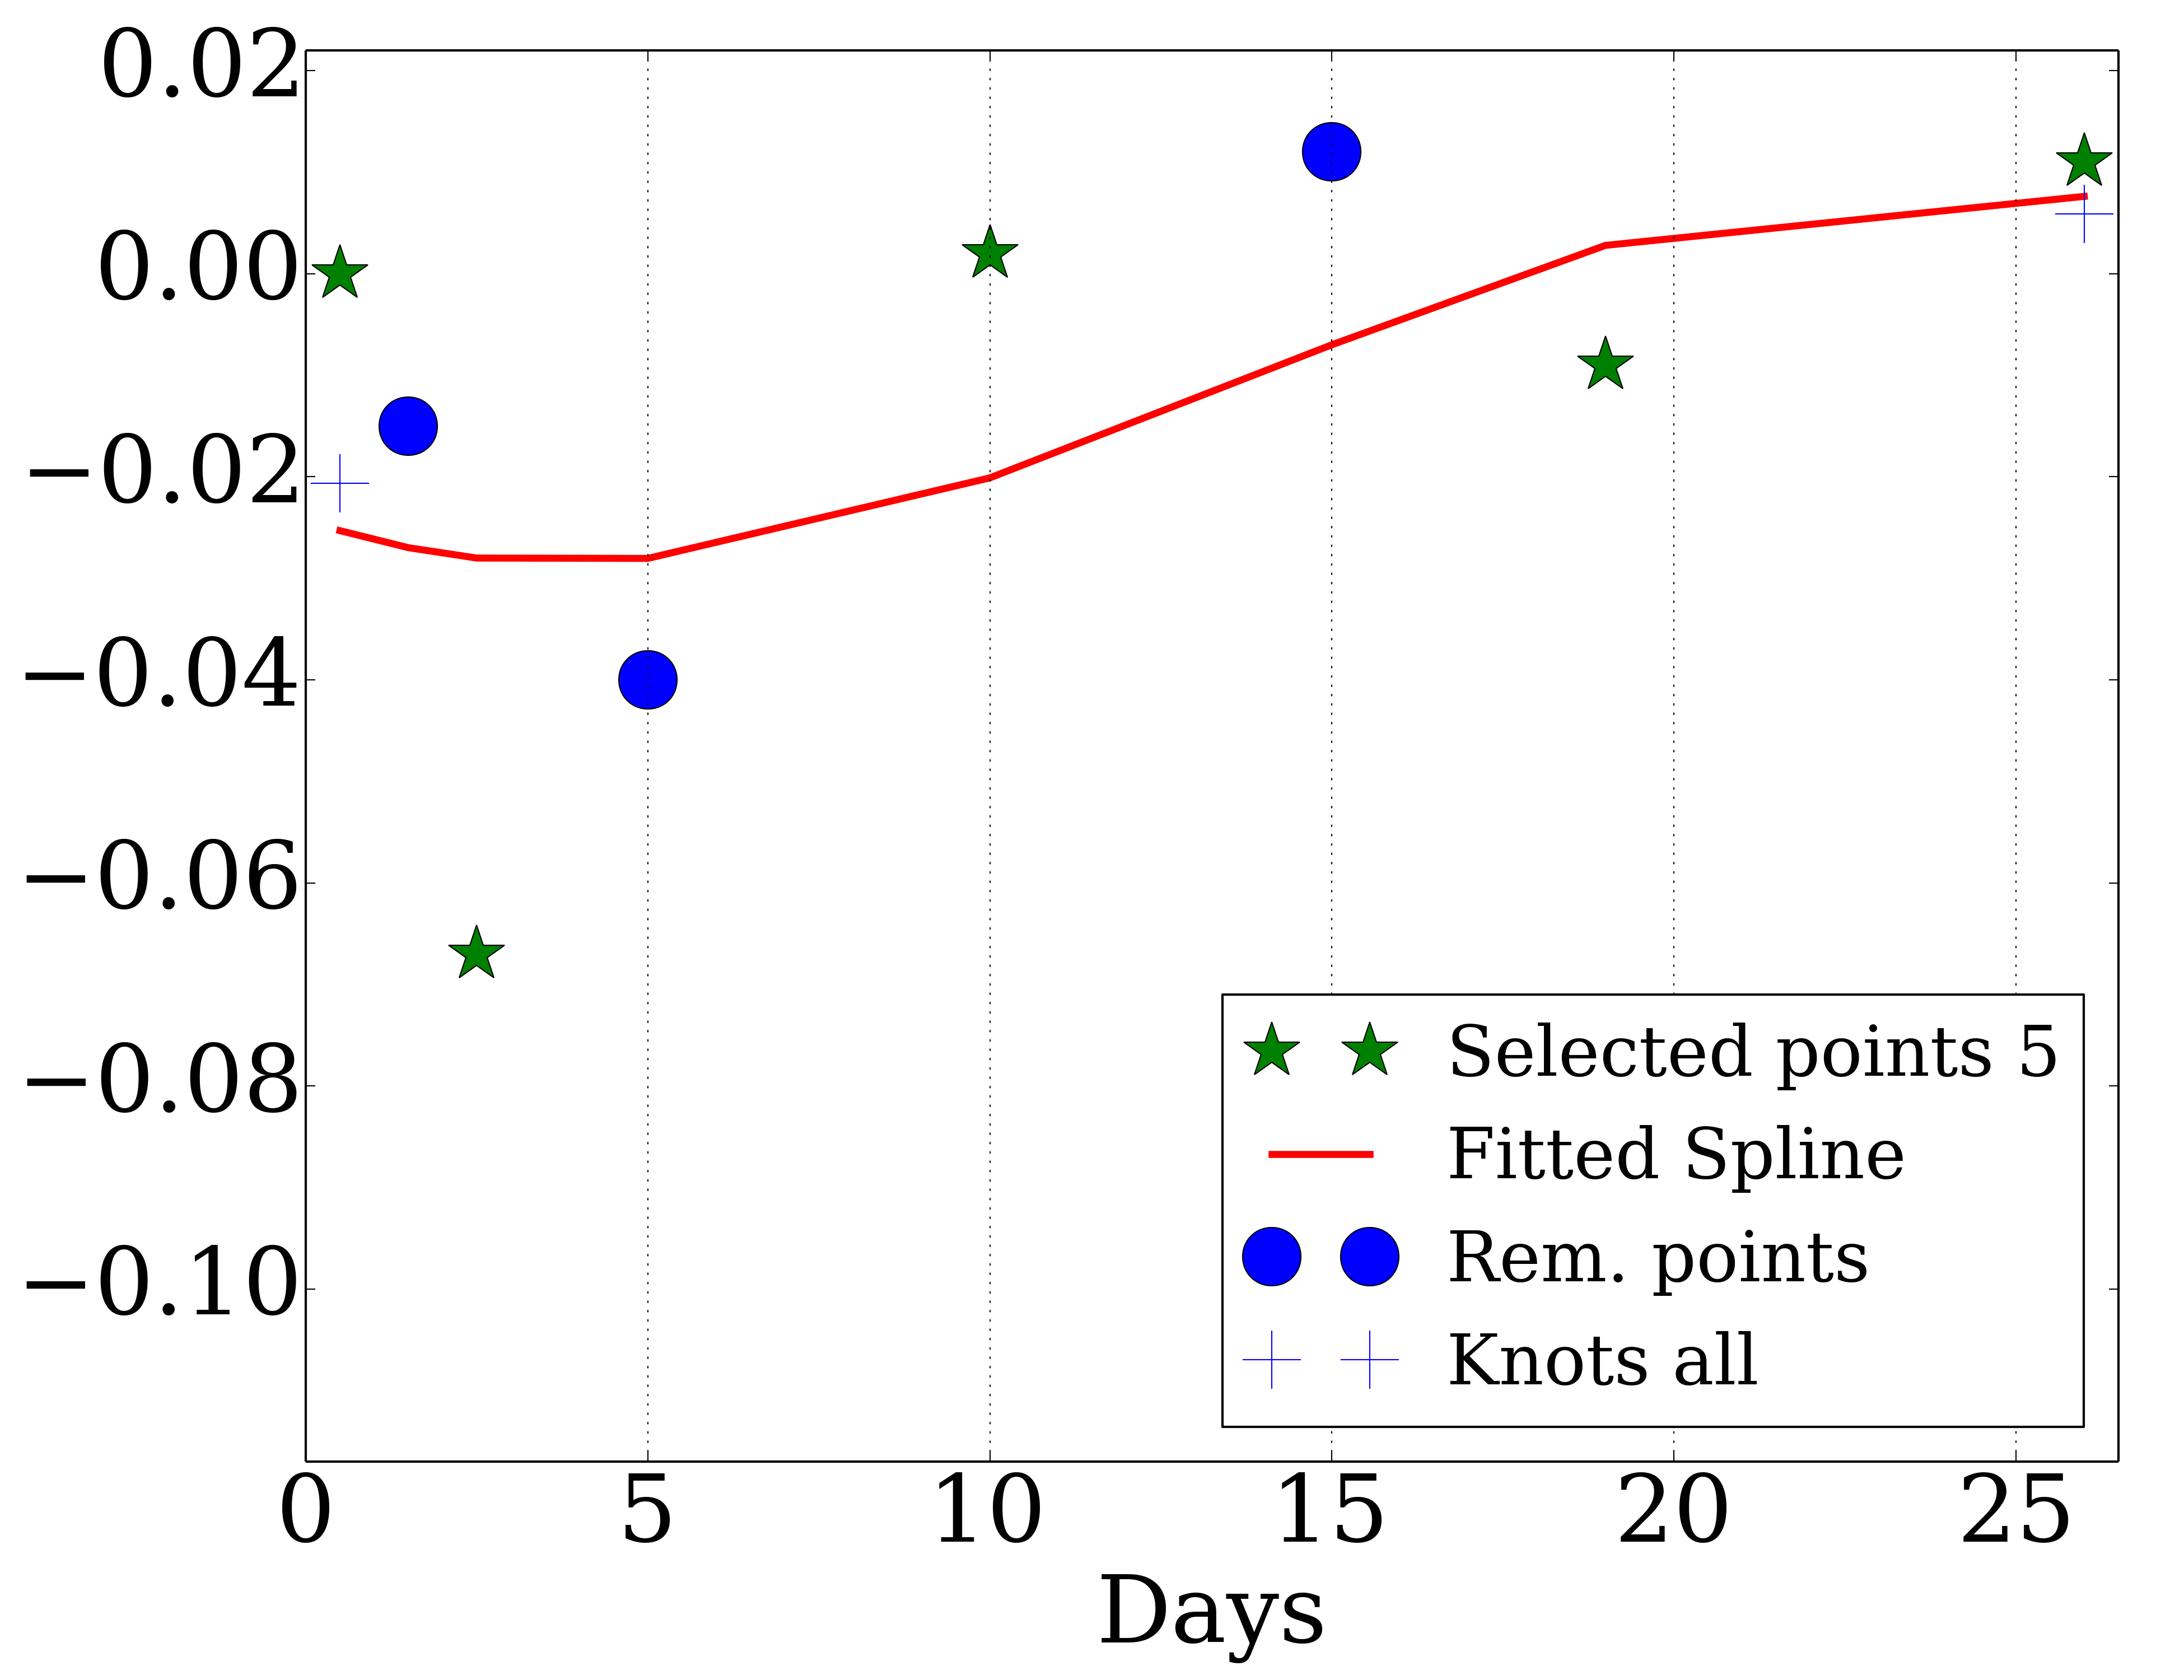 0.02
0.00
−0.02
−0.04
−0.06
−0.08
−0.10
Selected points 5
Fitted Spline
Rem. points
Knots all
0 5 10 15 20 25
Days